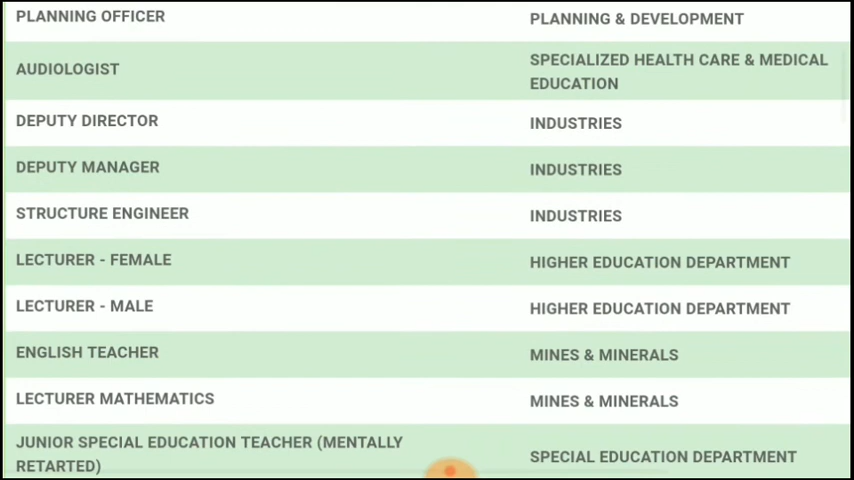 PLANNING OFFICER PLANNING & DEVELOPMENT
AUDIOLOGIST SPECIALIZED HEALTH CARE & MEDICAL
EDUCATION
DEPUTY DIRECTOR INDUSTRIES
DEPUTY MANAGER INDUSTRIES
STRUCTURE ENGINEER INDUSTRIES
LECTURER - FEMALE HIGHER EDUCATION DEPARTMENT
LECTURER - MALE HIGHER EDUCATION DEPARTMENT
ENGLISH TEACHER MINES & MINERALS
LECTURER MATHEMATICS MINES & MINERALS
JUNIOR SPECIAL EDUCATION TEACHER (MENTALLY
RETARTED) SPECIAL EDUCATION DEPARTMENT